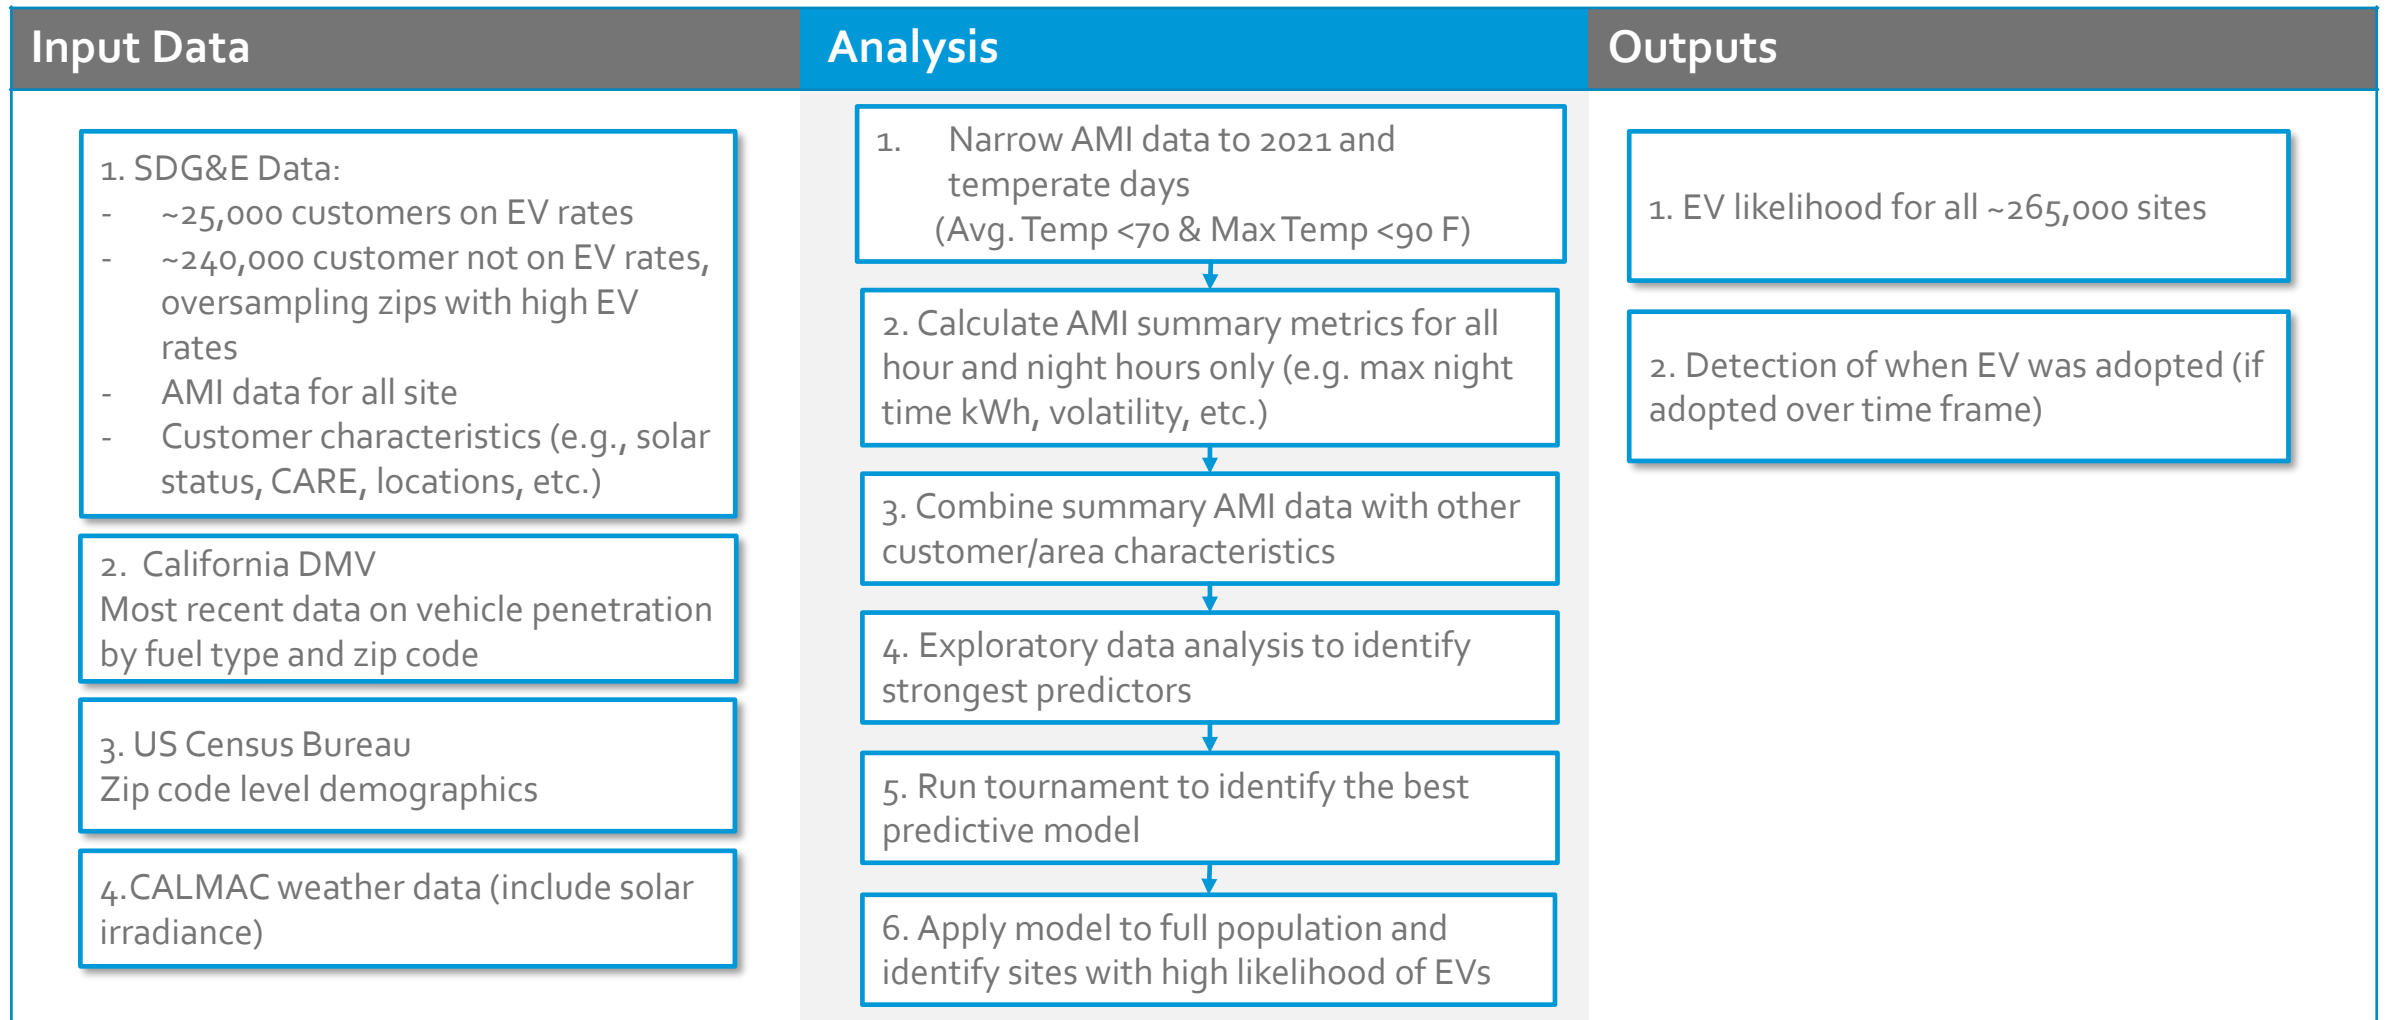 Input Data
Analysis
Outputs
1. SDG&E Data:
- ~25,000 customers on EV rates
- ~240,000 customer not on EV rates,
oversampling zips with high EV
rates
- AMI data for all site
- Customer characteristics (e.g., solar
status, CARE, locations, etc.)
2. California DMV
Most recent data on vehicle penetration
by fuel type and zip code
3. US Census Bureau
Zip code level demographics
4.CALMAC weather data (include solar
irradiance)
1. Narrow AMI data to 2021 and
temperate days
(Avg. Temp <70 & Max Temp <90 F)
2. Calculate AMI summary metrics for all
hour and night hours only (e.g. max night
time kWh, volatility, etc.)
3. Combine summary AMI data with other
customer/area characteristics
4. Exploratory data analysis to identify
strongest predictors
5. Run tournament to identify the best
predictive model
6. Apply model to full population and
identify sites with high likelihood of EVs
1. EV likelihood for all ~265,000 sites
2. Detection of when EV was adopted (if
adopted over time frame)